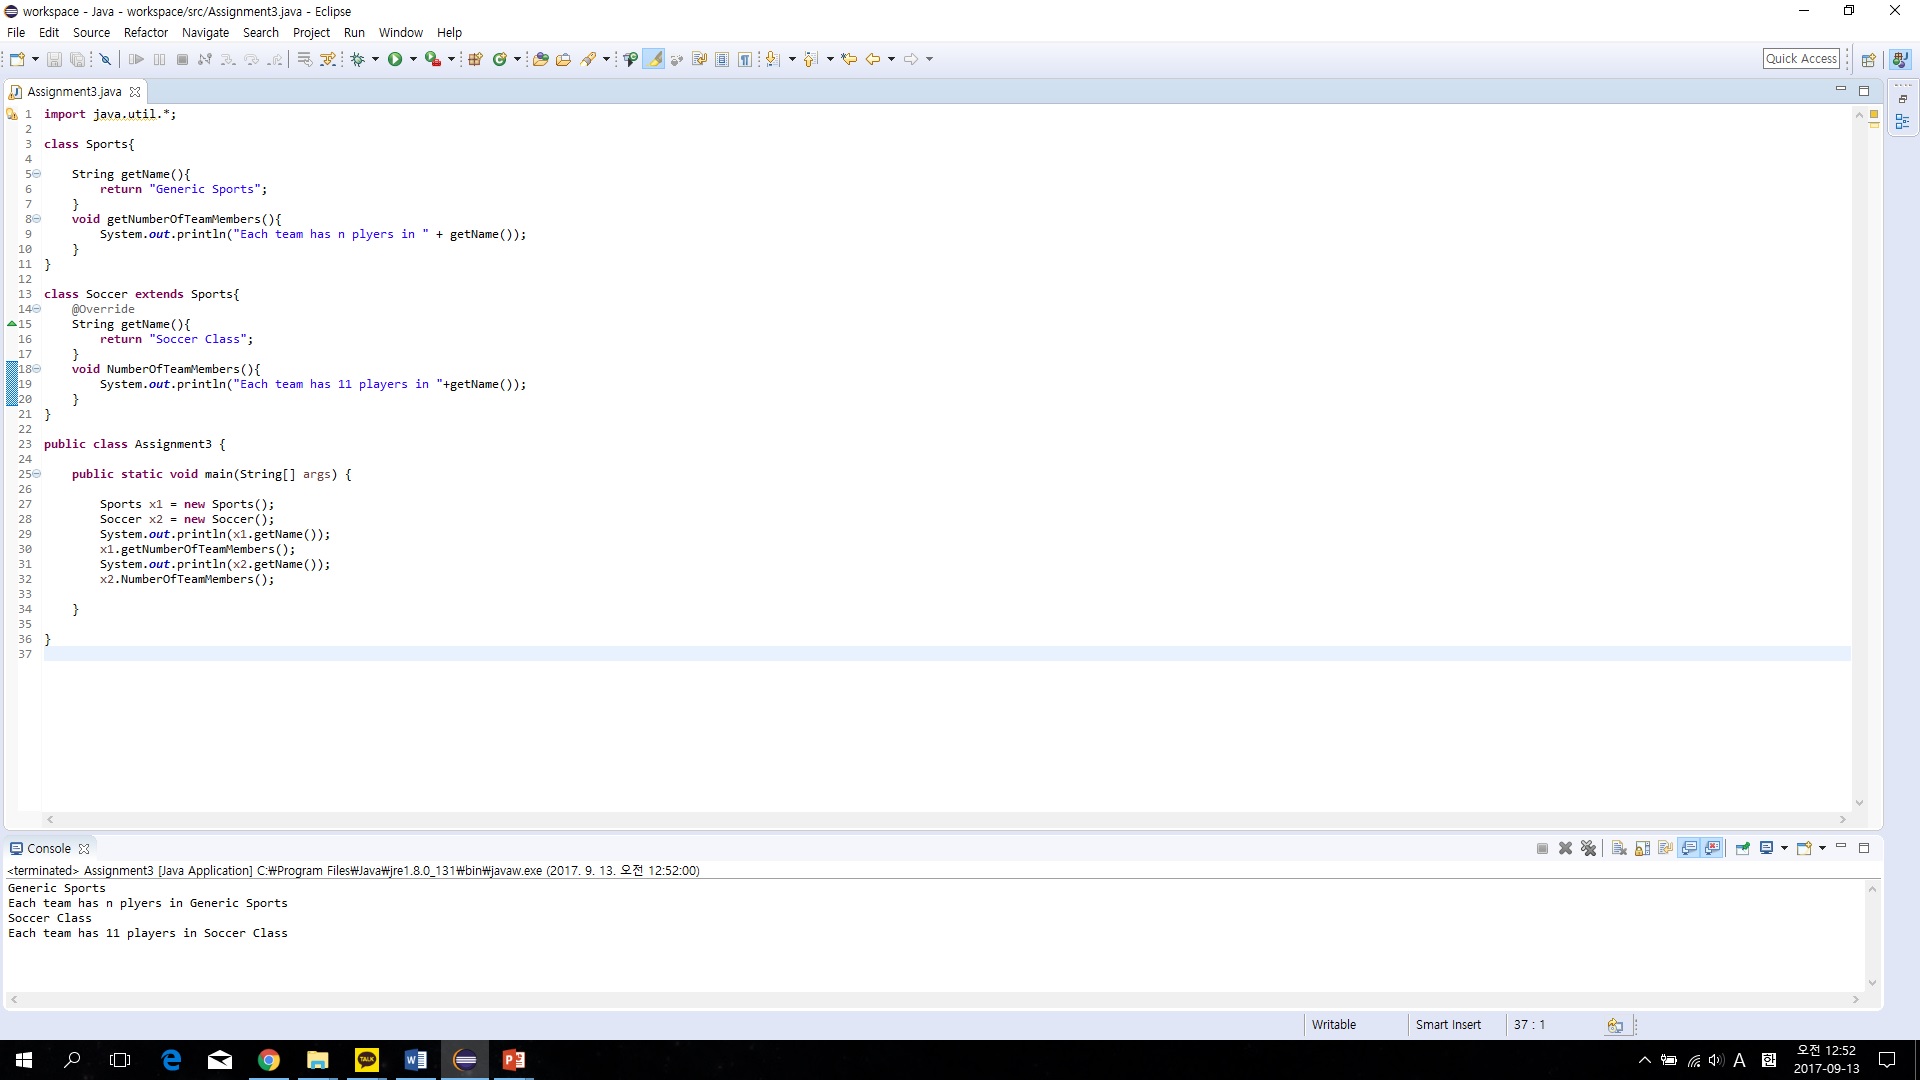 workspace - Java - workspace/src/Assignment3.java - Eclipse
File Edit Source Refactor Navigate Search Project Run Window Help
Quick Access
Assignment3.java
1 import java.util.*;
2
3 class Sports{
4
5 String getName(){
6 return "Generic Sports";
7 }
8 void getNumberOfTeamMembers(){
9 System.out.println("Each team has n plyers in " + getName());
10 }
11 }
12
13 class Soccer extends Sports{
14 @Override
15 String getName(){
16 return "Soccer Class";
17 }
18 void NumberOfTeamMembers(){
19 System.out.println("Each team has 11 players in "+getName());
20 }
21 }
22
23 public class Assignment3 {
24
25 public static void main(String[] args) {
26
27 Sports x1 = new Sports();
28 Soccer x2 = new Soccer();
29 System.out.println(x1.getName());
30 x1.getNumberOfTeamMembers();
31 System.out.println(x2.getName());
32 x2.NumberOfTeamMembers();
33
34 }
35
36 }
37
Console
<terminated> Assignment3 [Java Application] C:₩Program Files₩Java₩jre1.8.0_131₩bin₩javaw.exe (2017. 9. 13. 오전 12:52:00)
Generic Sports
Each team has n plyers in Generic Sports
Soccer Class
Each team has 11 players in Soccer Class
Writable Smart Insert 37 : 1
TALK
A 한 오전 12:52
2017-09-13